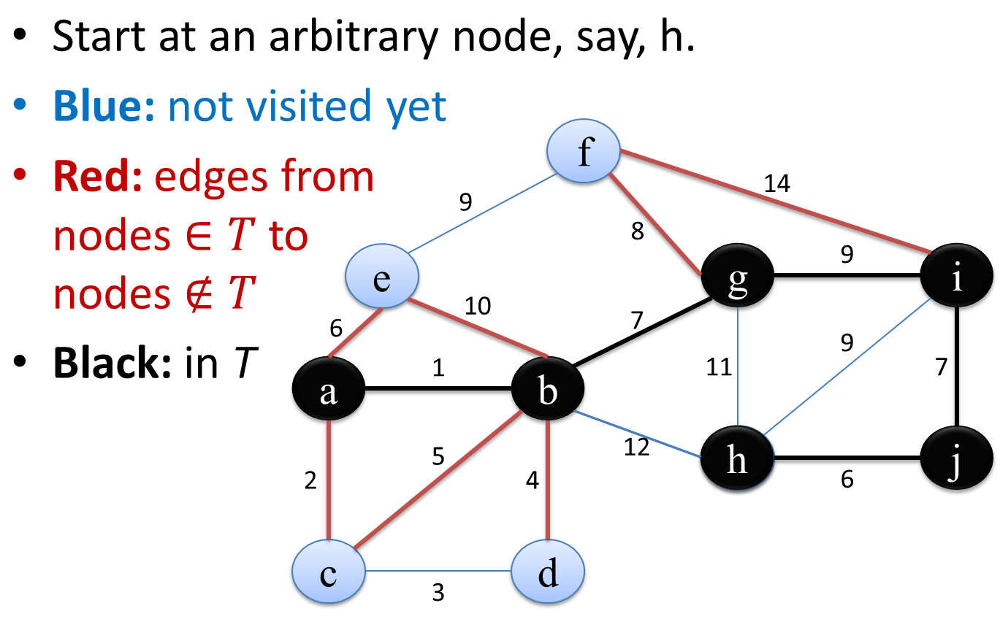 • Start at an arbitrary node, say, h.
• Blue: not visited yet
• Red: edges from
nodes ∈ T to
nodes ∉ T
• Black: in T
f
14
9
8
9
e
g
i
10
6
7
9
1
11
7
a
b
12
5
h
j
2
4
6
c
d
3